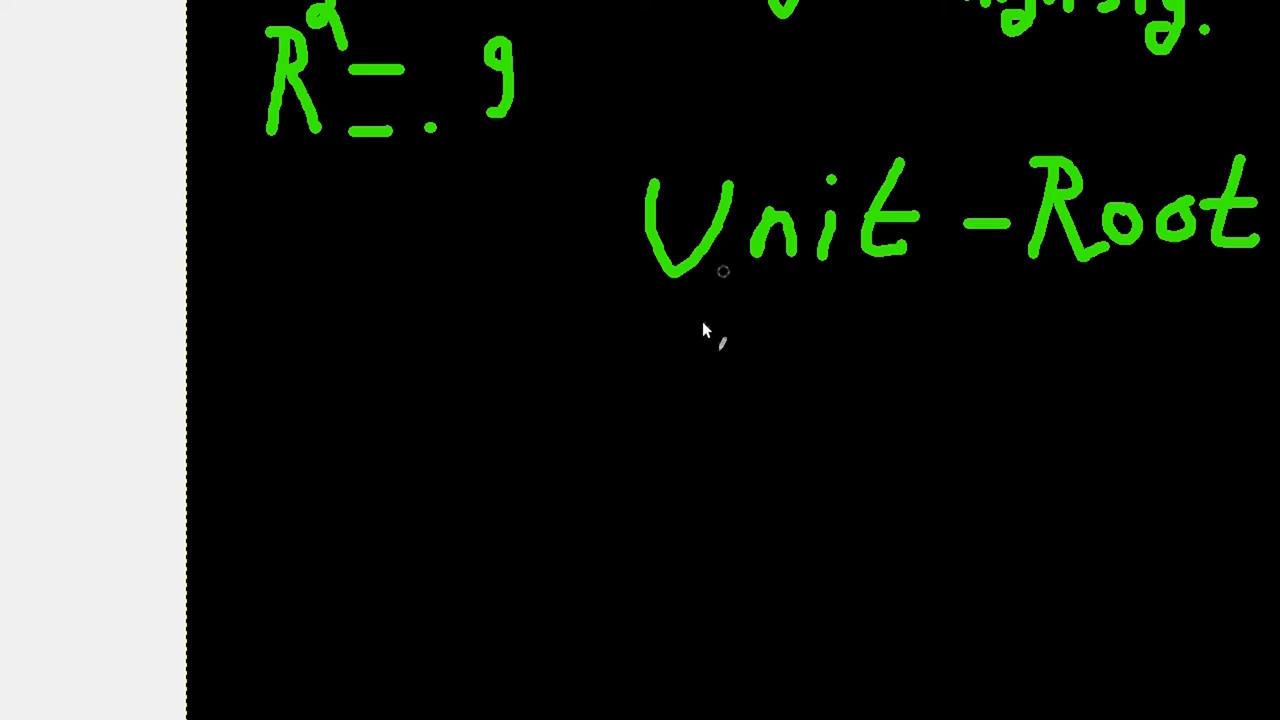 R² = . 9
Unit - Root